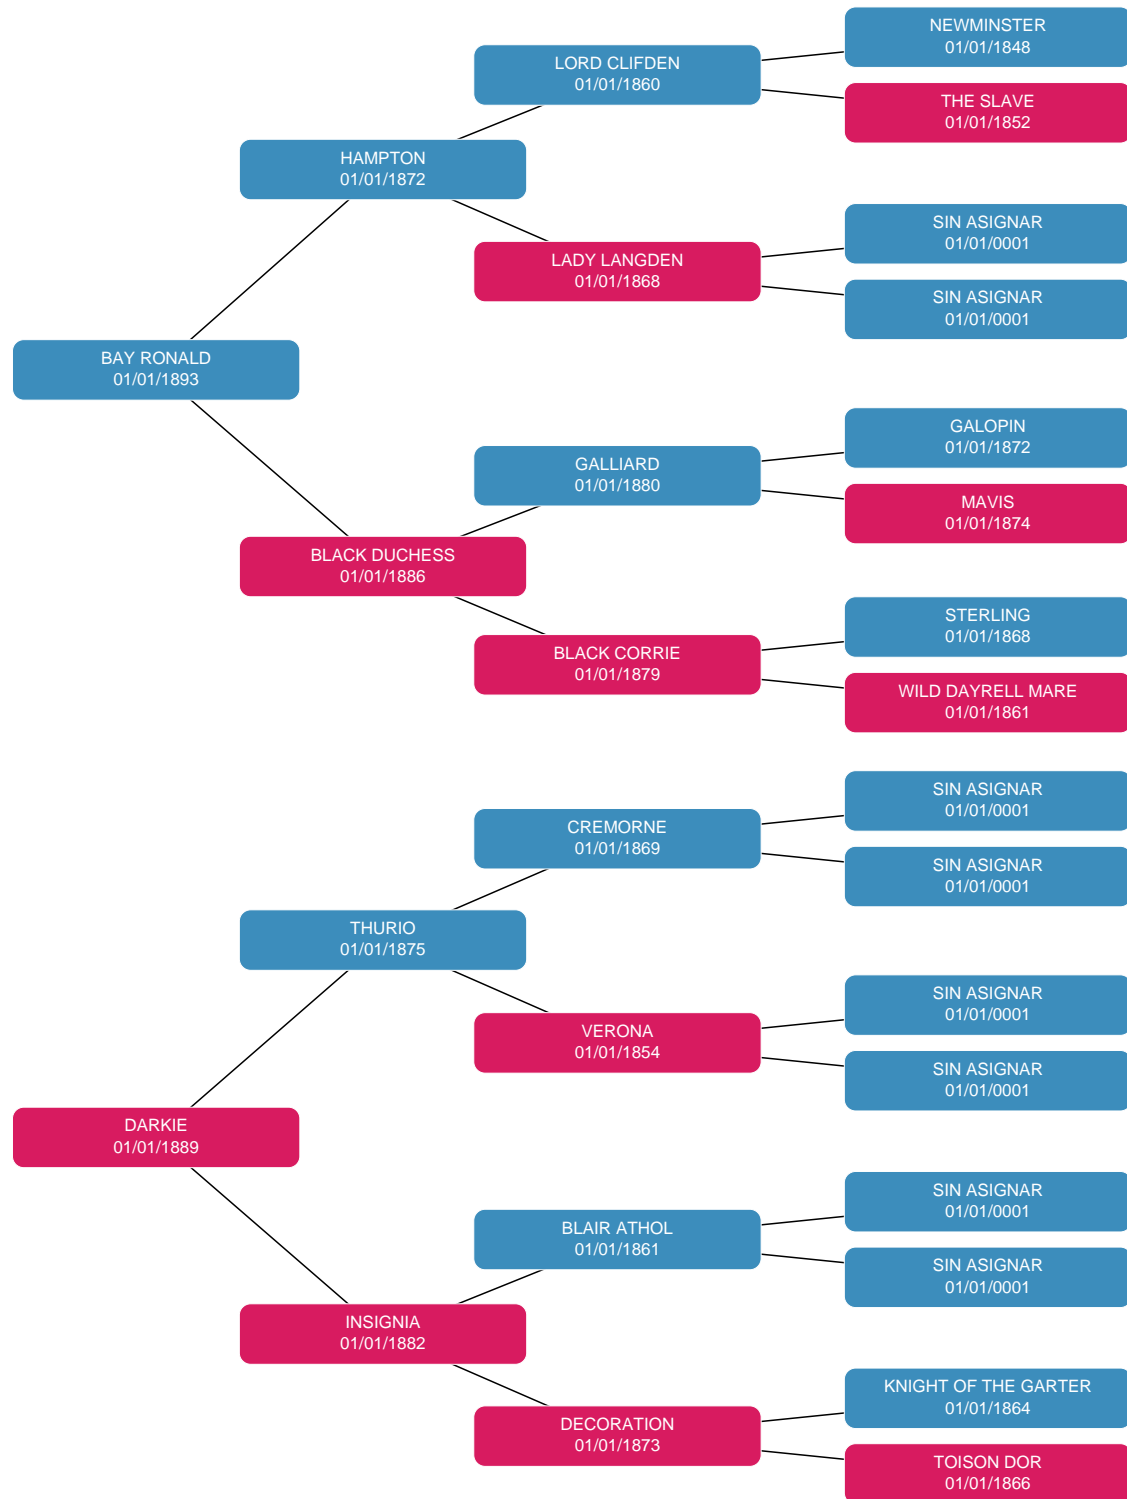 NEWMINSTER
01/01/1848
LORD CLIFDEN
01/01/1860
THE SLAVE
01/01/1852
HAMPTON
01/01/1872
SIN ASIGNAR
01/01/0001
LADY LANGDEN
01/01/1868
SIN ASIGNAR
01/01/0001
BAY RONALD
01/01/1893
GALOPIN
01/01/1872
GALLIARD
01/01/1880
MAVIS
01/01/1874
BLACK DUCHESS
01/01/1886
STERLING
01/01/1868
BLACK CORRIE
01/01/1879
WILD DAYRELL MARE
01/01/1861
SIN ASIGNAR
01/01/0001
CREMORNE
01/01/1869
SIN ASIGNAR
01/01/0001
THURIO
01/01/1875
SIN ASIGNAR
01/01/0001
VERONA
01/01/1854
SIN ASIGNAR
01/01/0001
DARKIE
01/01/1889
SIN ASIGNAR
01/01/0001
BLAIR ATHOL
01/01/1861
SIN ASIGNAR
01/01/0001
INSIGNIA
01/01/1882
KNIGHT OF THE GARTER
01/01/1864
DECORATION
01/01/1873
TOISON DOR
01/01/1866